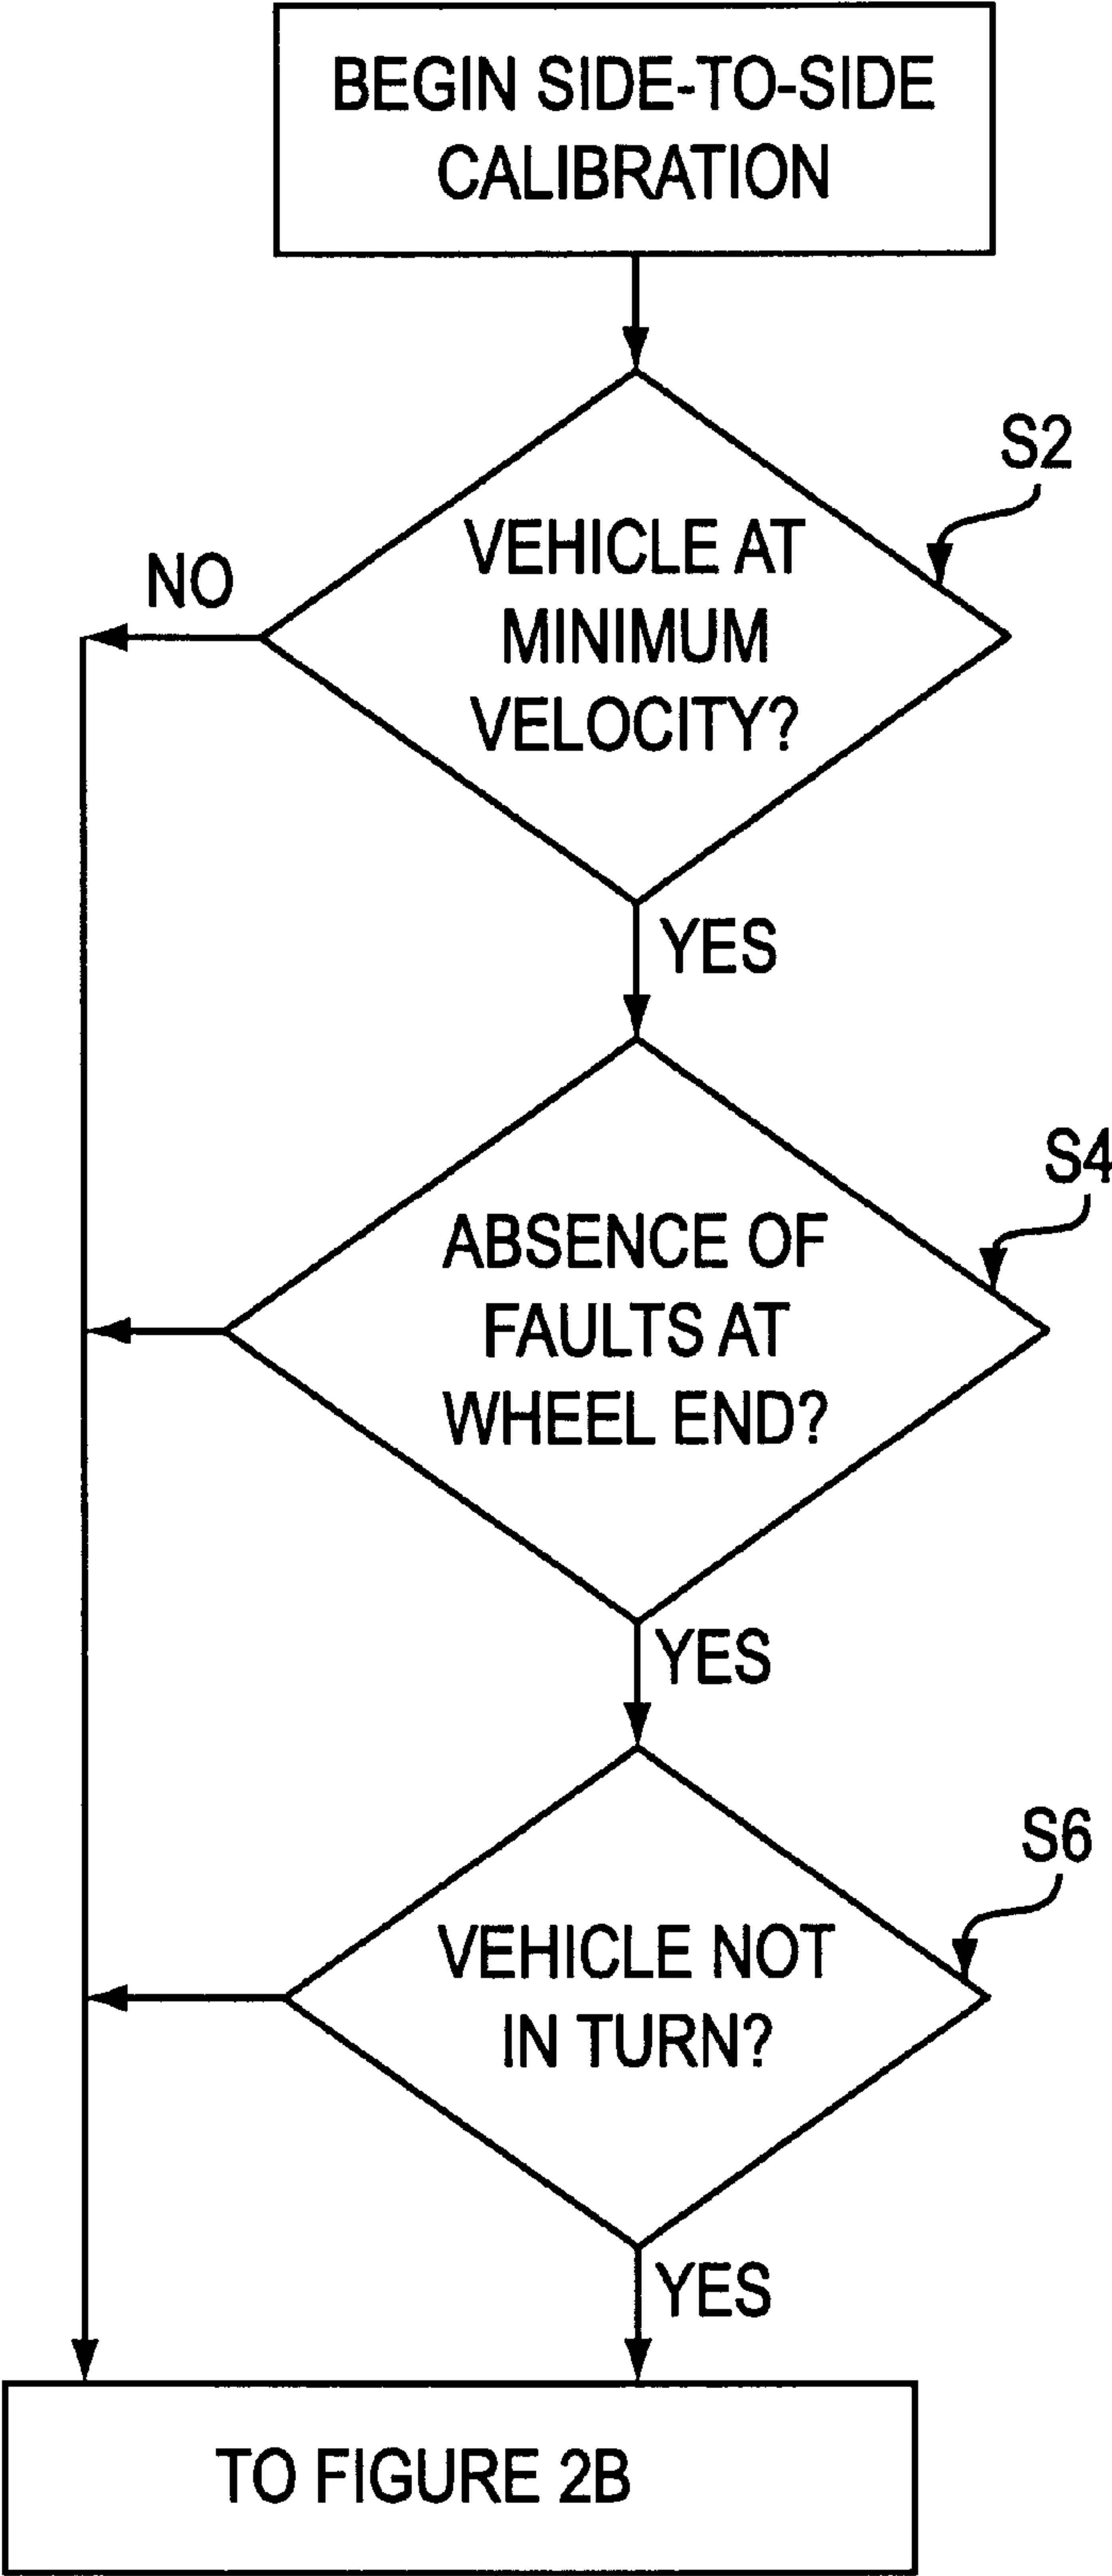 BEGIN SIDE-TO-SIDE
CALIBRATION
S2
VEHICLE AT
MINIMUM
VELOCITY?
NO
YES
S4
ABSENCE OF
FAULTS AT
WHEEL END?
YES
S6
VEHICLE NOT
IN TURN?
YES
TO FIGURE 2B